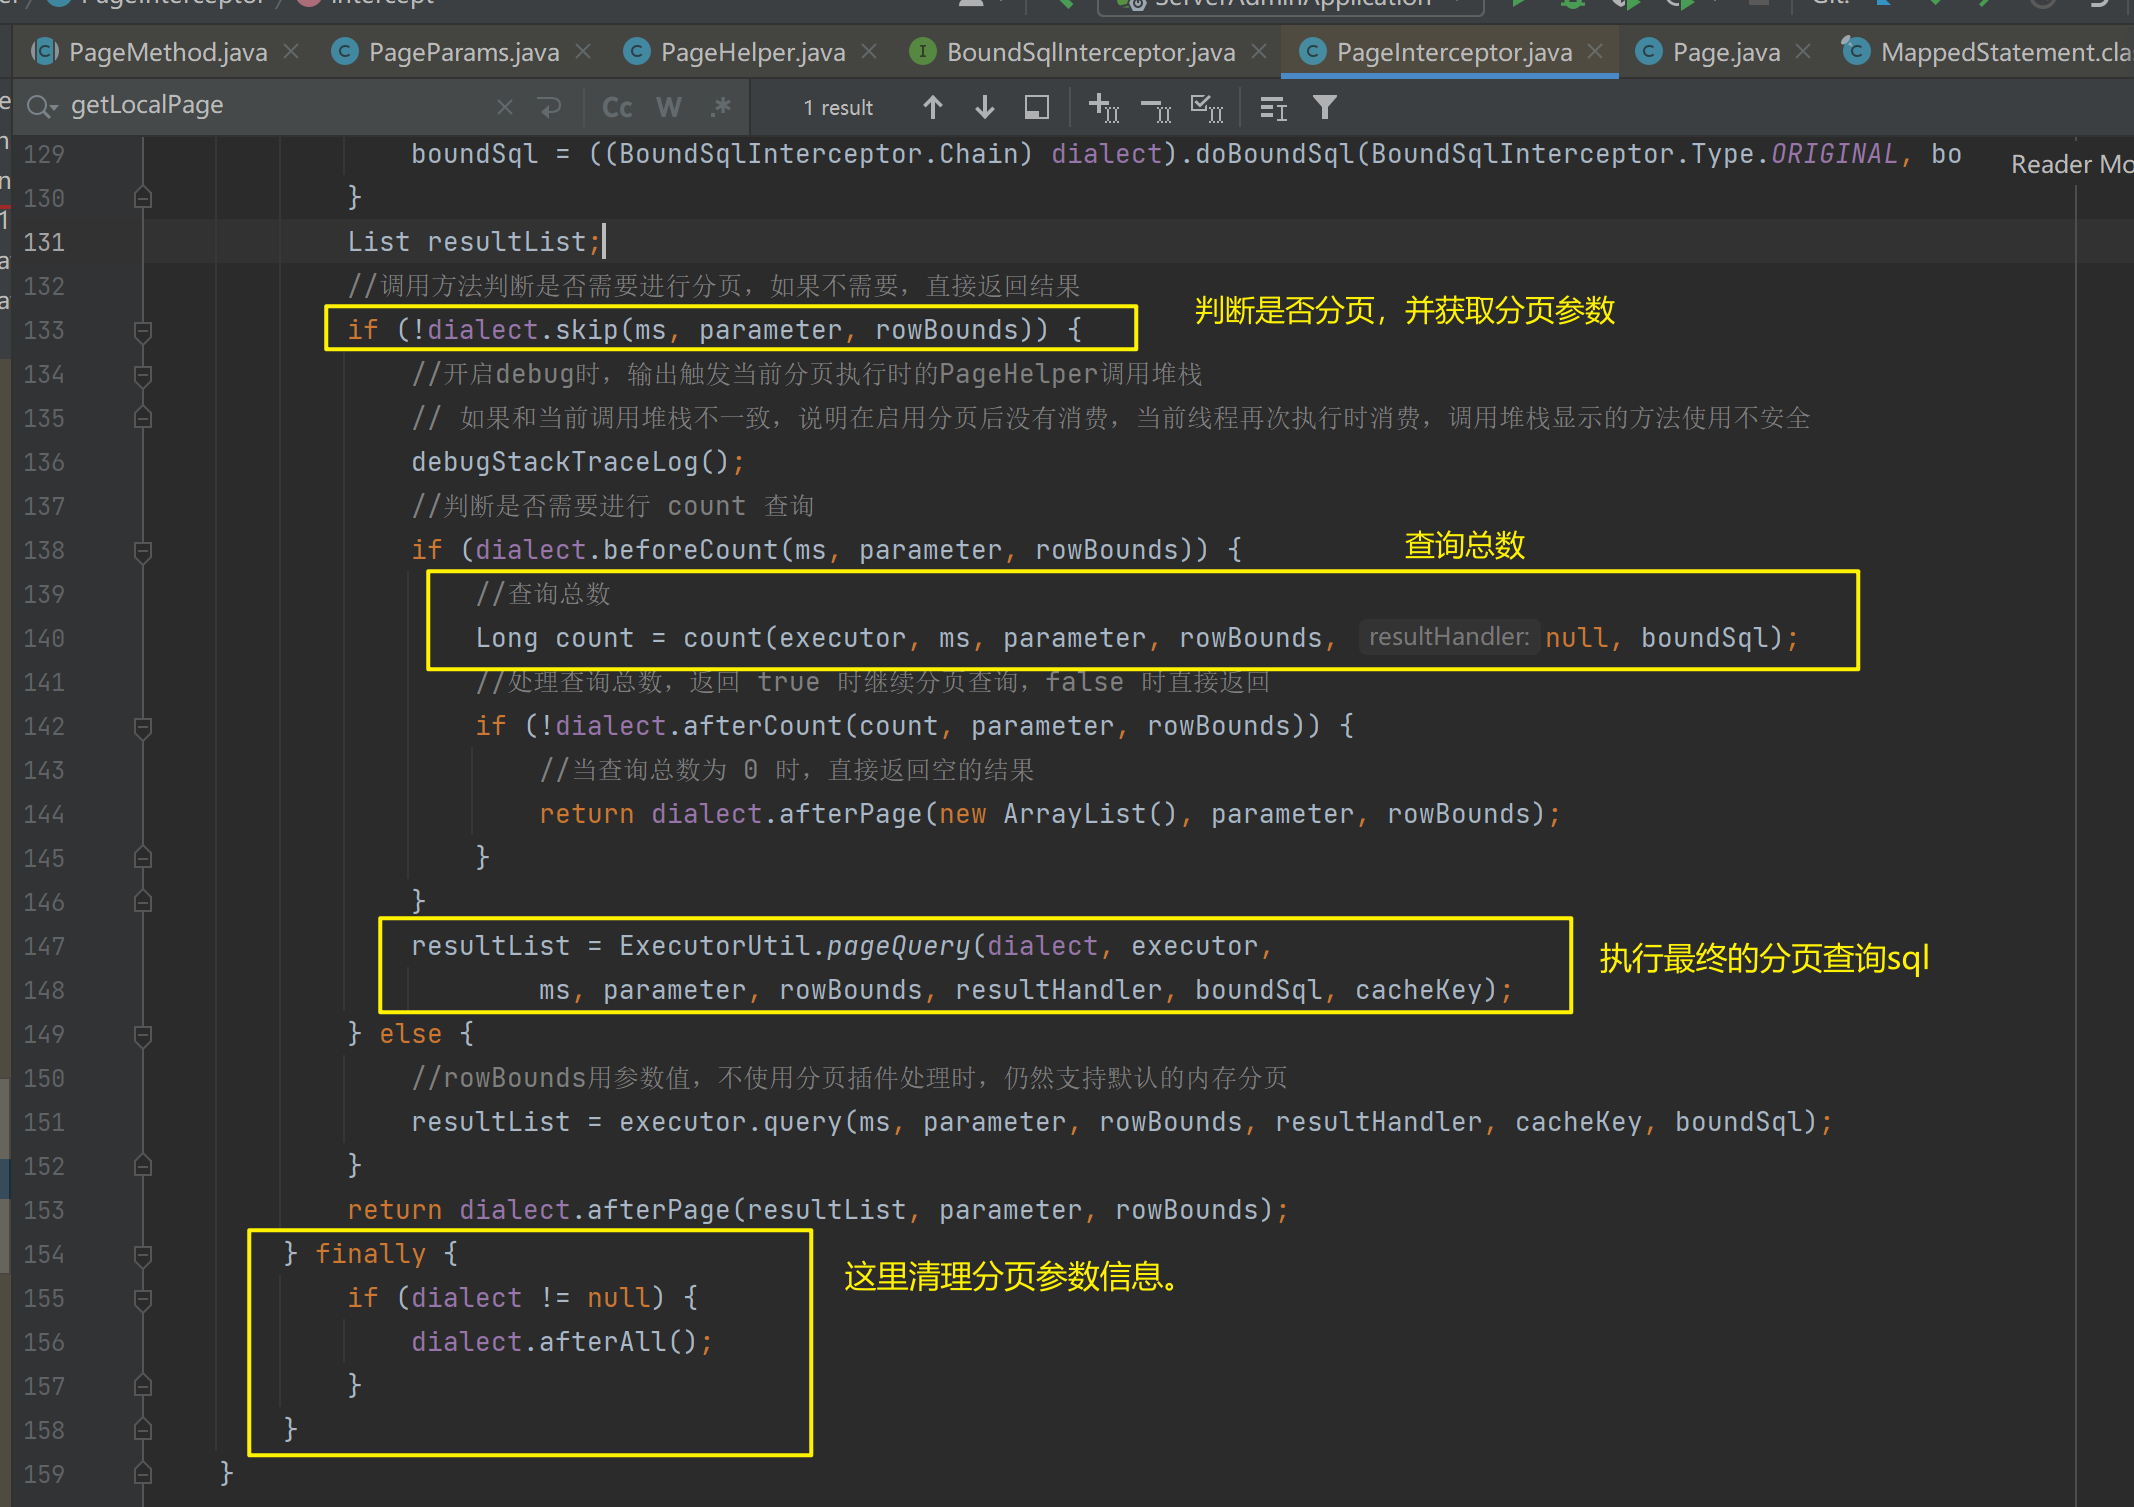 PageInterceptor intercept ServerAdminApplication Git:
PageMethod.java PageParams.java PageHelper.java BoundSqlInterceptor.java PageInterceptor.java Page.java MappedStatement.cla
getLocalPage Cc W .* 1 result
129 boundSql = ((BoundSqlInterceptor.Chain) dialect).doBoundSql(BoundSqlInterceptor.Type.ORIGINAL, bo Reader Mo
130 }
131 List resultList;
132 //调用方法判断是否需要进行分页，如果不需要，直接返回结果
133 if (!dialect.skip(ms, parameter, rowBounds)) { 判断是否分页，并获取分页参数
134 //开启debug时，输出触发当前分页执行时的PageHelper调用堆栈
135 // 如果和当前调用堆栈不一致，说明在启用分页后没有消费，当前线程再次执行时消费，调用堆栈显示的方法使用不安全
136 debugStackTraceLog();
137 //判断是否需要进行 count 查询
138 if (dialect.beforeCount(ms, parameter, rowBounds)) { 查询总数
139 //查询总数
140 Long count = count(executor, ms, parameter, rowBounds, resultHandler: null, boundSql);
141 //处理查询总数，返回 true 时继续分页查询，false 时直接返回
142 if (!dialect.afterCount(count, parameter, rowBounds)) {
143 //当查询总数为 0 时，直接返回空的结果
144 return dialect.afterPage(new ArrayList(), parameter, rowBounds);
145 }
146 }
147 resultList = ExecutorUtil.pageQuery(dialect, executor, 执行最终的分页查询sql
148 ms, parameter, rowBounds, resultHandler, boundSql, cacheKey);
149 } else {
150 //rowBounds用参数值，不使用分页插件处理时，仍然支持默认的内存分页
151 resultList = executor.query(ms, parameter, rowBounds, resultHandler, cacheKey, boundSql);
152 }
153 return dialect.afterPage(resultList, parameter, rowBounds);
154 } finally { 这里清理分页参数信息。
155 if (dialect != null) {
156 dialect.afterAll();
157 }
158 }
159 }